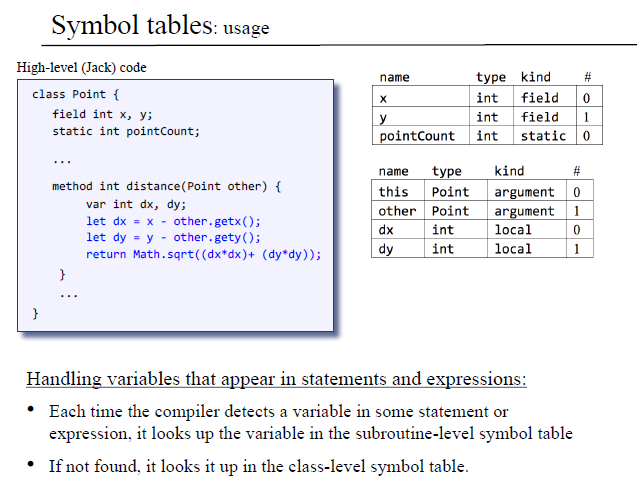 Symbol tables: usage
High-level (Jack) code
class Point {
field int x, y;
static int pointCount;
...
method int distance(Point other) {
var int dx, dy;
let dx = x - other.getx();
let dy = y - other.gety();
return Math.sqrt((dx*dx)+ (dy*dy));
}
...
}
name type kind #
x int field 0
y int field 1
pointCount int static 0
name type kind #
this Point argument 0
other Point argument 1
dx int local 0
dy int local 1
Handling variables that appear in statements and expressions:
• Each time the compiler detects a variable in some statement or
expression, it looks up the variable in the subroutine-level symbol table
• If not found, it looks it up in the class-level symbol table.